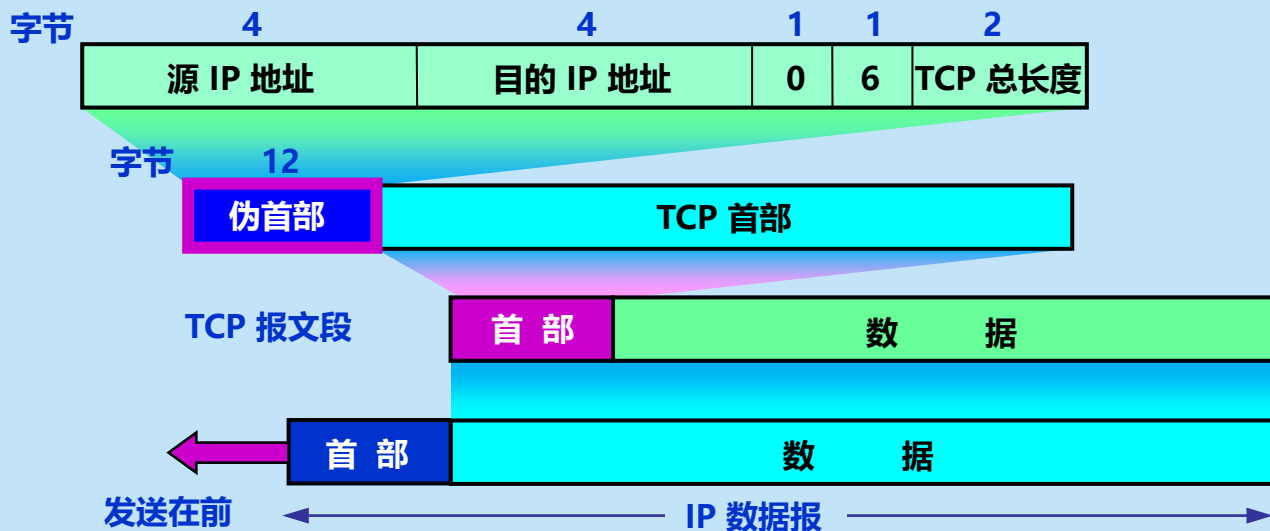 字节 4 4 1 1 2
源 IP 地址 目的 IP 地址 0 6 TCP 总长度
字节 12
伪首部 TCP 首部
TCP 报文段 首 部 数 据
首 部 数 据
发送在前 IP 数据报